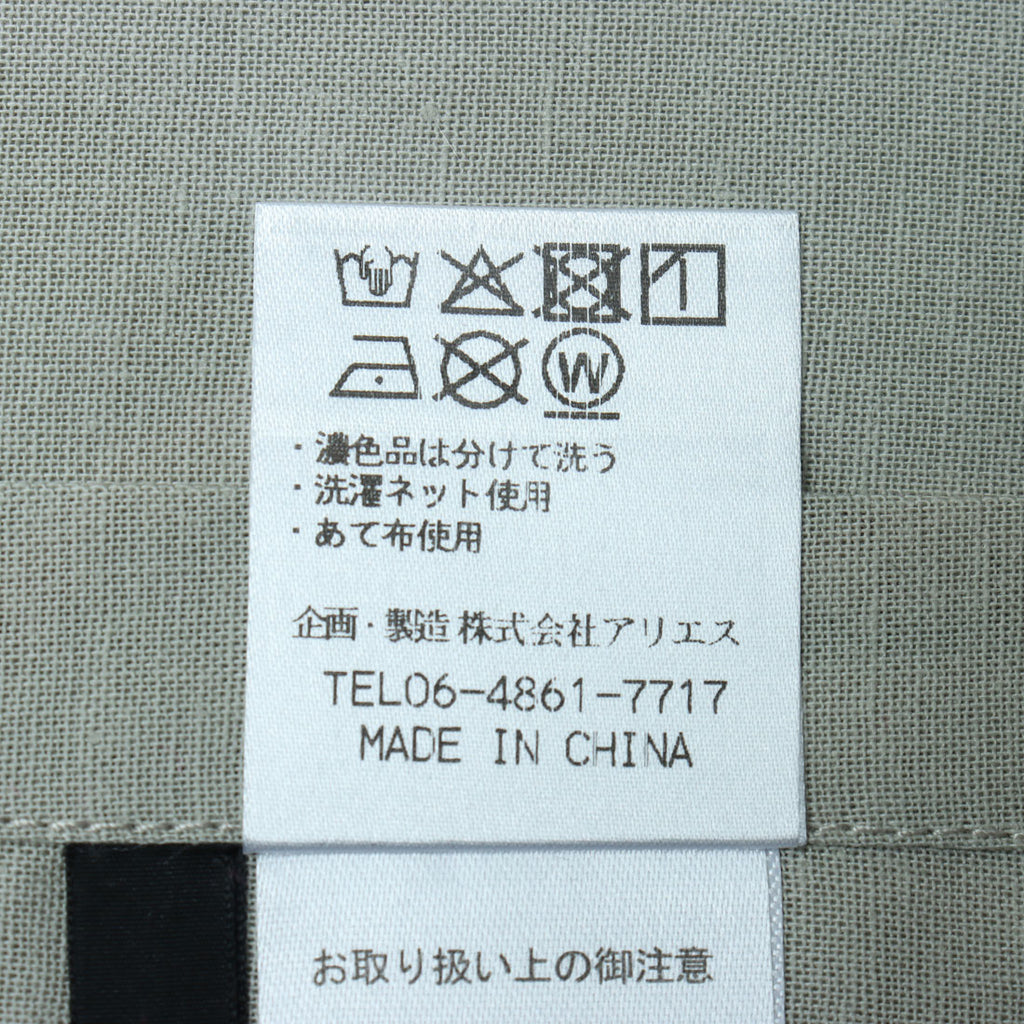 W
・濃色品は分けて洗う
・洗濯ネット使用
・あて布使用
企画・製造 株式会社アリエス
TEL06-4861-7717
MADE IN CHINA
お取り扱い上の御注意